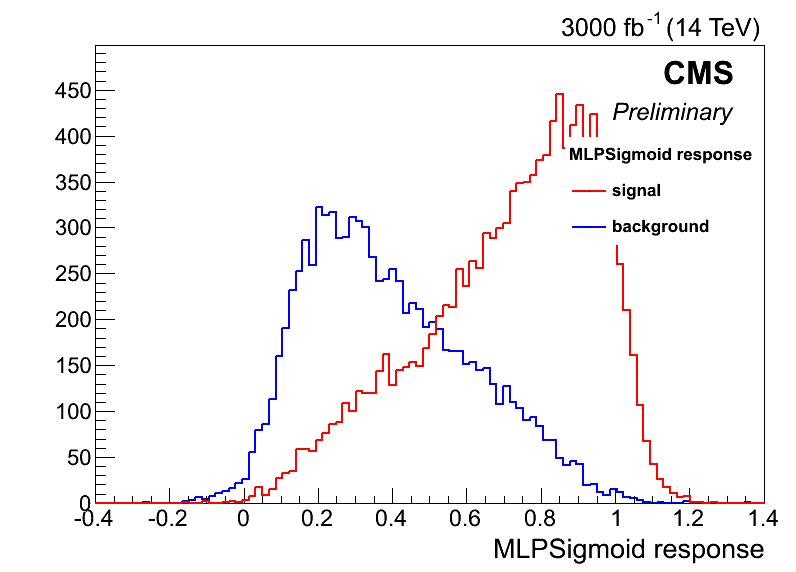 3000 fb⁻¹ (14 TeV)
CMS
Preliminary
MLPSigmoid response
signal
background
450
400
350
300
250
200
150
100
50
0
-0.4 -0.2 0 0.2 0.4 0.6 0.8 1 1.2 1.4
MLPSigmoid response